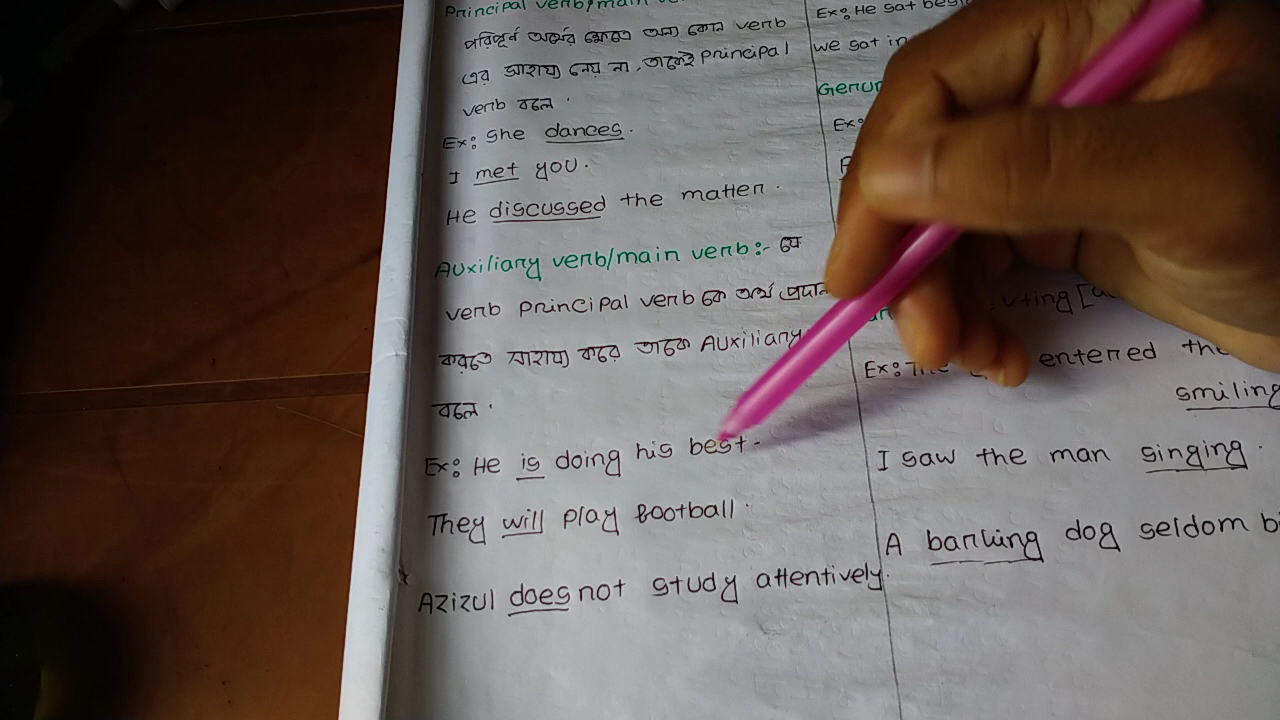 Principal verb/main
পরিপূর্ণ অর্থের ক্ষেত্রে অন্য কোন verb
এর সাহায্য নেয় না, তাকেই Principal
verb বলে.
Ex: She dances.
I met you.
He discussed the matter.
Auxiliary verb/main verb:- যে
verb principal verb কে অর্থ প্রদান
করতে সাহায্য করে তাকে Auxiliary
বলে.
Ex: He is doing his best.
They will play football.
Azizul does not study attentively.
Ex: He sat
we sat in
Ex:
Ex: The entered the
smiling
I saw the man singing.
A barking dog seldom